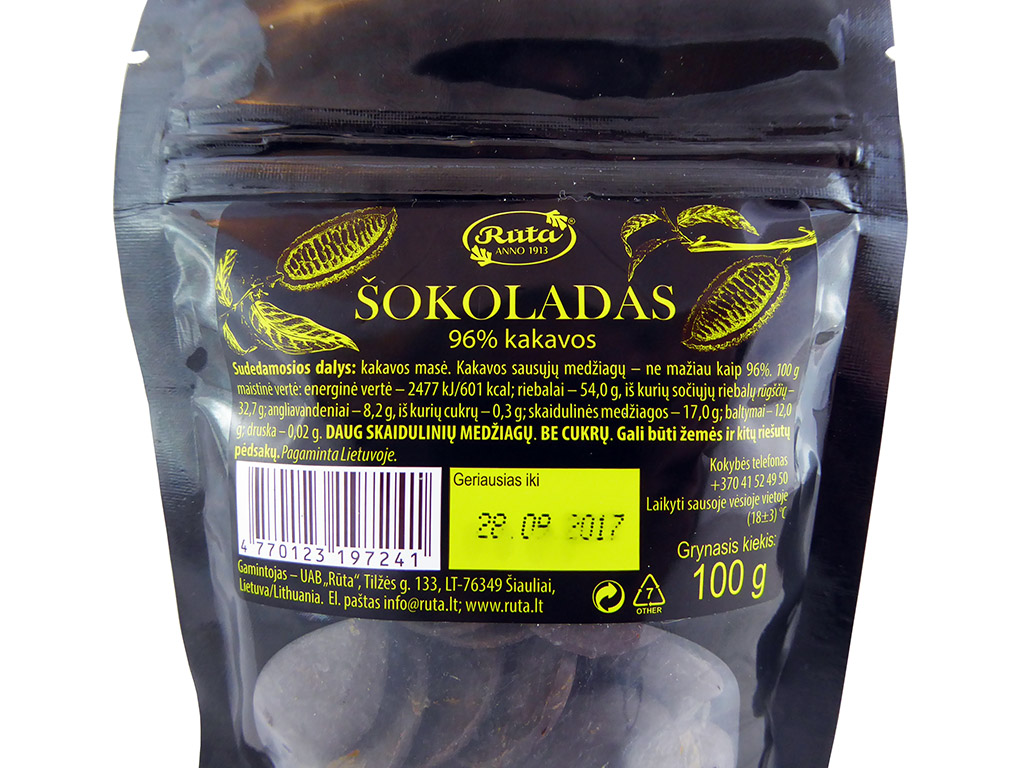 Rūta®
ANNO 1913
ŠOKOLADAS
96% kakavos
Sudedamosios dalys: kakavos masė. Kakavos sausųjų medžiagų – ne mažiau kaip 96%. 100 g
maistinė vertė: energinė vertė – 2477 kJ/601 kcal; riebalai – 54,0 g, iš kurių sočiųjų riebalų rūgščių –
32,7 g; angliavandeniai – 8,2 g, iš kurių cukrų – 0,3 g; skaidulinės medžiagos – 17,0 g; baltymai – 12,0
g; druska – 0,02 g. DAUG SKAIDULINIŲ MEDŽIAGŲ. BE CUKRŲ. Gali būti žemės ir kitų riešutų
pėdsakų. Pagaminta Lietuvoje.
Geriausias iki
28.09 2017
4 770123 197241
Kokybės telefonas
+370 41 52 49 50
Laikyti sausoje vėsioje vietoje
(18±3) °C
Grynasis kiekis:
100 g
Gamintojas – UAB „Rūta“, Tilžės g. 133, LT-76349 Šiauliai,
Lietuva/Lithuania. El. paštas info@ruta.lt; www.ruta.lt
7
OTHER